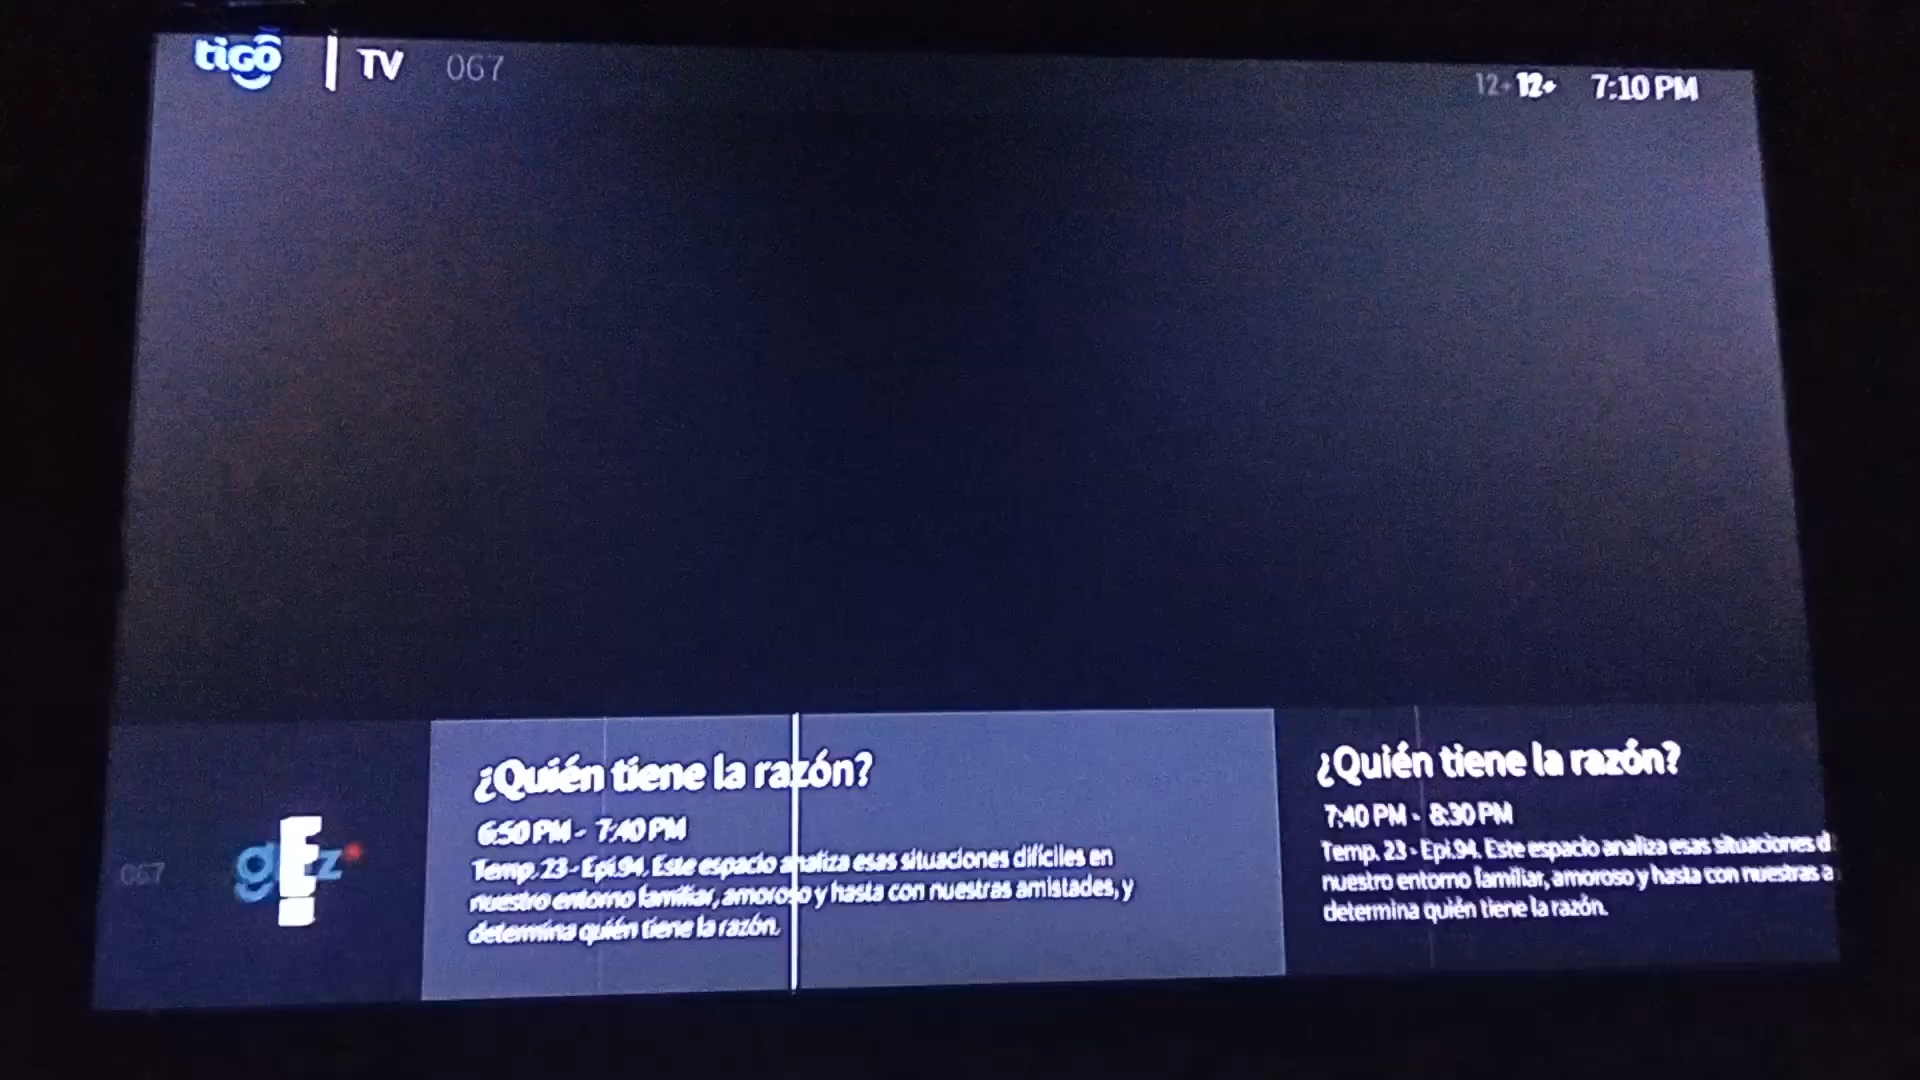 tigo | TV 067
12+ 12+ 7:10 PM
¿Quién tiene la razón?
6:50 PM - 7:40 PM
Temp. 23 - Epi.94. Este espacio analiza esas situaciones difíciles en
nuestro entorno familiar, amoroso y hasta con nuestras amistades, y
determina quién tiene la razón.
¿Quién tiene la razón?
7:40 PM - 8:30 PM
Temp. 23 - Epi.94. Este espacio analiza esas situaciones d
nuestro entorno familiar, amoroso y hasta con nuestras a
determina quién tiene la razón.
067
E!